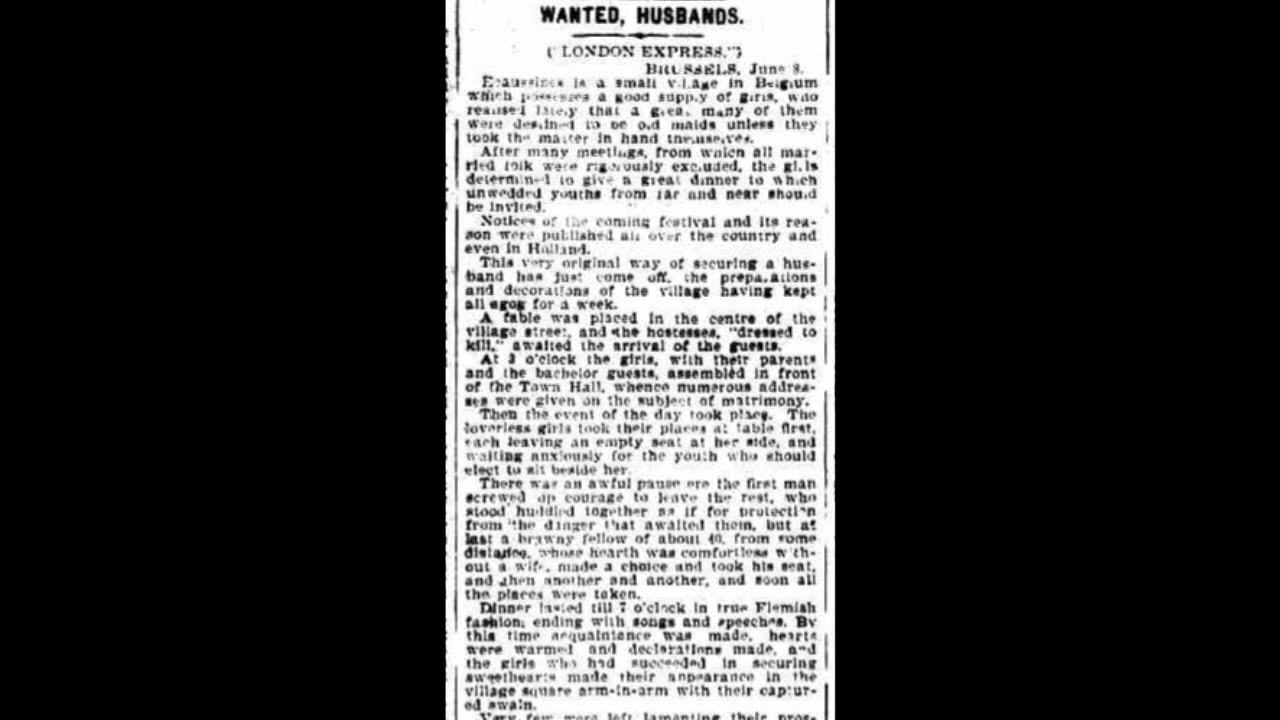 WANTED, HUSBANDS.
("LONDON EXPRESS.")
BRUSSELS, June 8.
Ecaussines is a small village in Belgium
which possesses a good supply of girls, who
realised lately that a great many of them
were destined to be old maids unless they
took the matter in hand themselves.
After many meetings, from which all mar-
ried folk were rigorously excluded, the girls
determined to give a great dinner to which
unwedded youths from far and near should
be invited.
Notices of the coming festival and its rea-
son were published all over the country and
even in Holland.
This very original way of securing a hus-
band has just come off, the preparations
and decorations of the village having kept
all agog for a week.
A table was placed in the centre of the
village street, and the hostesses, "dressed to
kill," awaited the arrival of the guests.
At 3 o'clock the girls, with their parents
and the bachelor guests, assembled in front
of the Town Hall, whence numerous addres-
ses were given on the subject of matrimony.
Then the event of the day took place. The
loverless girls took their places at table first,
each leaving an empty seat at her side, and
waiting anxiously for the youth who should
elect to sit beside her.
There was an awful pause ere the first man
screwed up courage to leave the rest, who
stood huddled together as if for protection
from the danger that awaited them, but at
last a brawny fellow of about 40, from some
distance, whose hearth was comfortless with-
out a wife, made a choice and took his seat,
and then another and another, and soon all
the places were taken.
Dinner lasted till 7 o'clock in true Flemish
fashion, ending with songs and speeches. By
this time acquaintance was made, hearts
were warmed and declarations made, and
the girls who had succeeded in securing
sweethearts made their appearance in the
village square arm-in-arm with their captur-
ed swain.
Very few were left lamenting their pros-